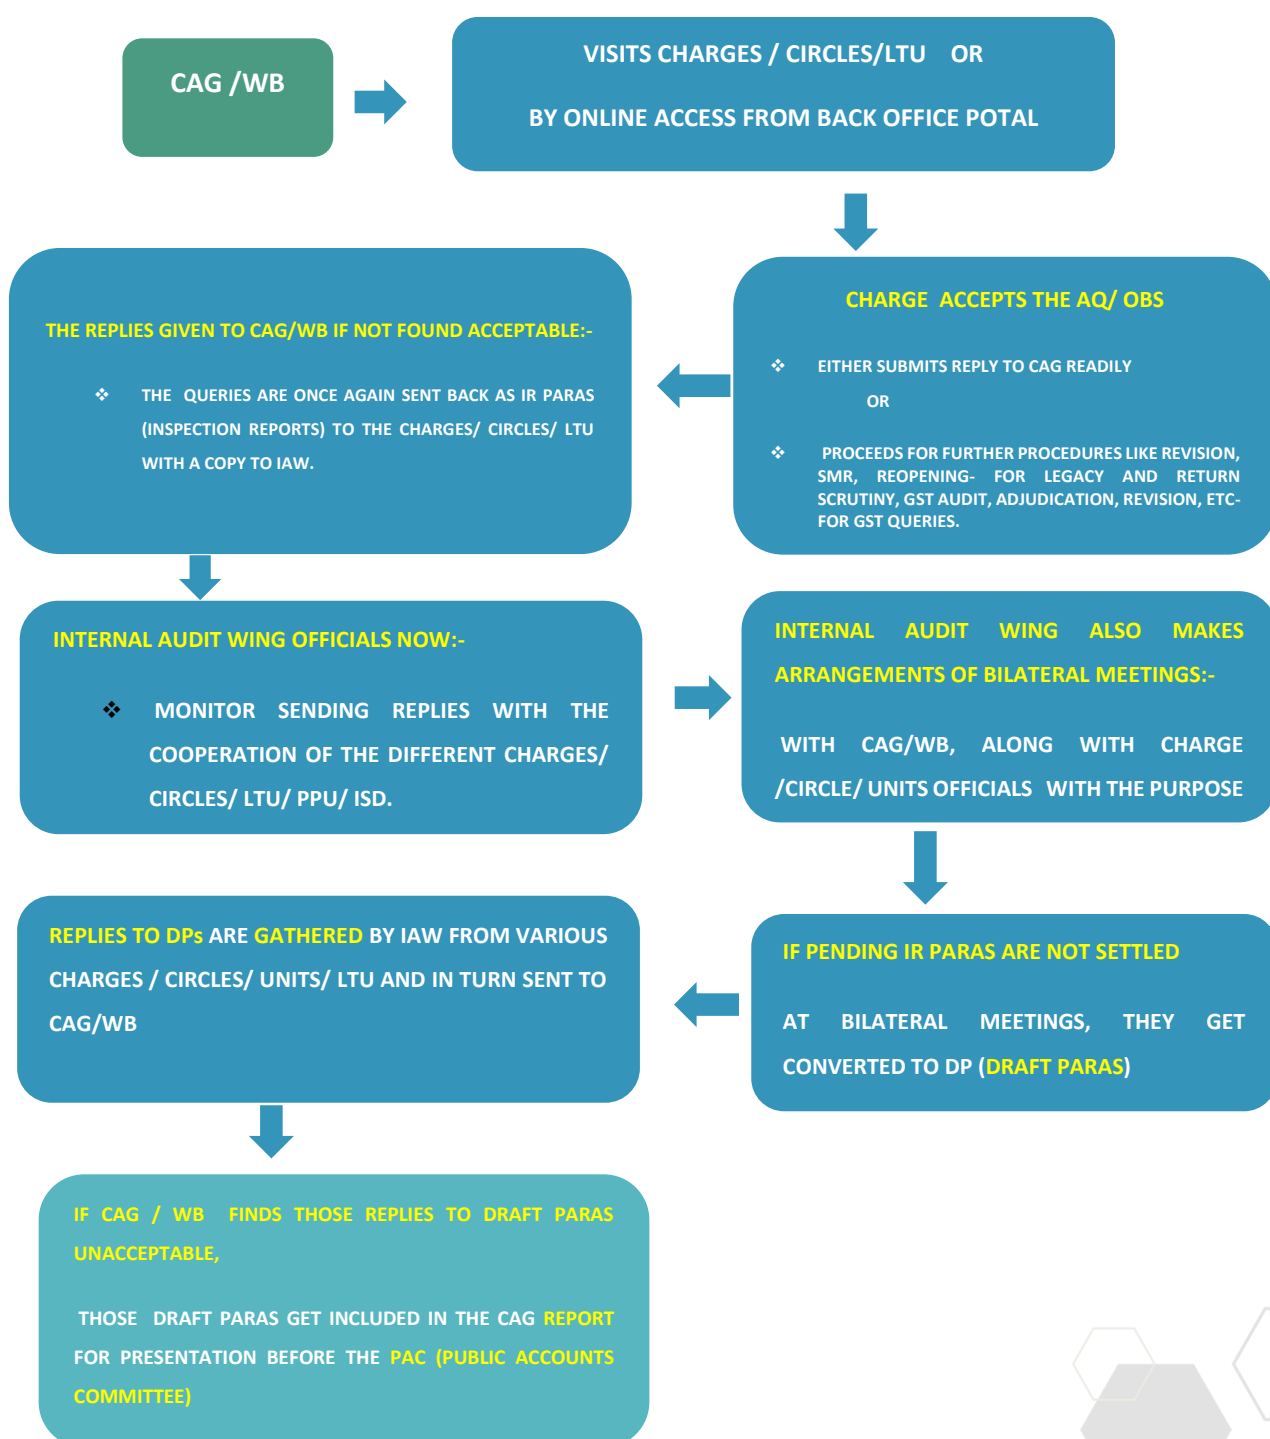 CAG /WB
VISITS CHARGES / CIRCLES/LTU OR
BY ONLINE ACCESS FROM BACK OFFICE POTAL
CHARGE ACCEPTS THE AQ/ OBS
❖ EITHER SUBMITS REPLY TO CAG READILY
OR
❖ PROCEEDS FOR FURTHER PROCEDURES LIKE REVISION,
SMR, REOPENING- FOR LEGACY AND RETURN
SCRUTINY, GST AUDIT, ADJUDICATION, REVISION, ETC-
FOR GST QUERIES.
THE REPLIES GIVEN TO CAG/WB IF NOT FOUND ACCEPTABLE:-
❖ THE QUERIES ARE ONCE AGAIN SENT BACK AS IR PARAS
(INSPECTION REPORTS) TO THE CHARGES/ CIRCLES/ LTU
WITH A COPY TO IAW.
INTERNAL AUDIT WING OFFICIALS NOW:-
❖ MONITOR SENDING REPLIES WITH THE
COOPERATION OF THE DIFFERENT CHARGES/
CIRCLES/ LTU/ PPU/ ISD.
INTERNAL AUDIT WING ALSO MAKES
ARRANGEMENTS OF BILATERAL MEETINGS:-
WITH CAG/WB, ALONG WITH CHARGE
/CIRCLE/ UNITS OFFICIALS WITH THE PURPOSE
IF PENDING IR PARAS ARE NOT SETTLED
AT BILATERAL MEETINGS, THEY GET
CONVERTED TO DP (DRAFT PARAS)
REPLIES TO DPs ARE GATHERED BY IAW FROM VARIOUS
CHARGES / CIRCLES/ UNITS/ LTU AND IN TURN SENT TO
CAG/WB
IF CAG / WB FINDS THOSE REPLIES TO DRAFT PARAS
UNACCEPTABLE,
THOSE DRAFT PARAS GET INCLUDED IN THE CAG REPORT
FOR PRESENTATION BEFORE THE PAC (PUBLIC ACCOUNTS
COMMITTEE)